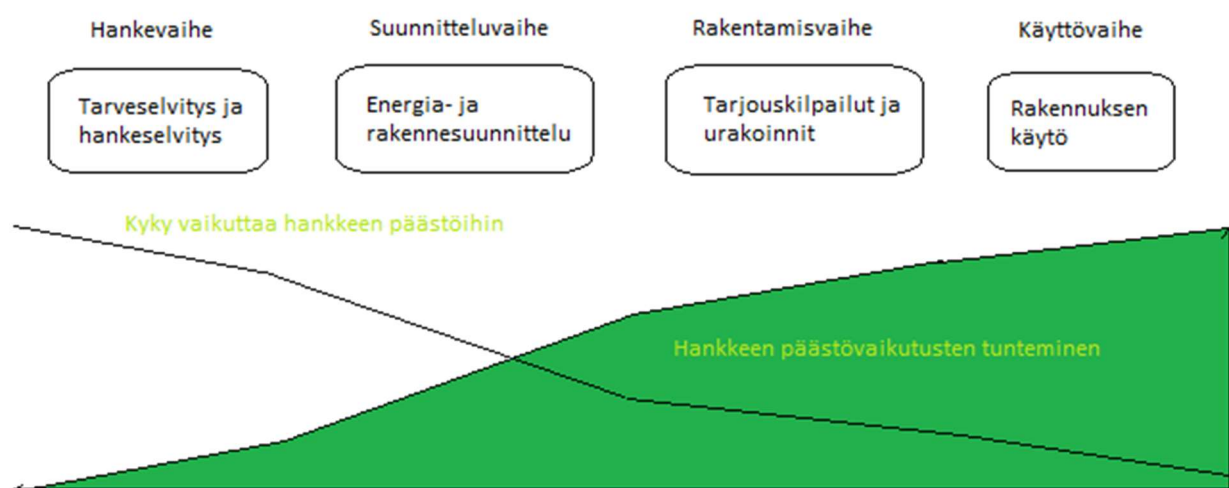 Hankevaihe
Suunnitteluvaihe
Rakentamisvaihe
Käyttövaihe
Tarveselvitys ja
hankeselvitys
Energia- ja
rakennesuunnittelu
Tarjouskilpailut ja
urakoinnit
Rakennuksen
käytö
Kyky vaikuttaa hankkeen päästöihin
Hankkeen päästövaikutusten tunteminen